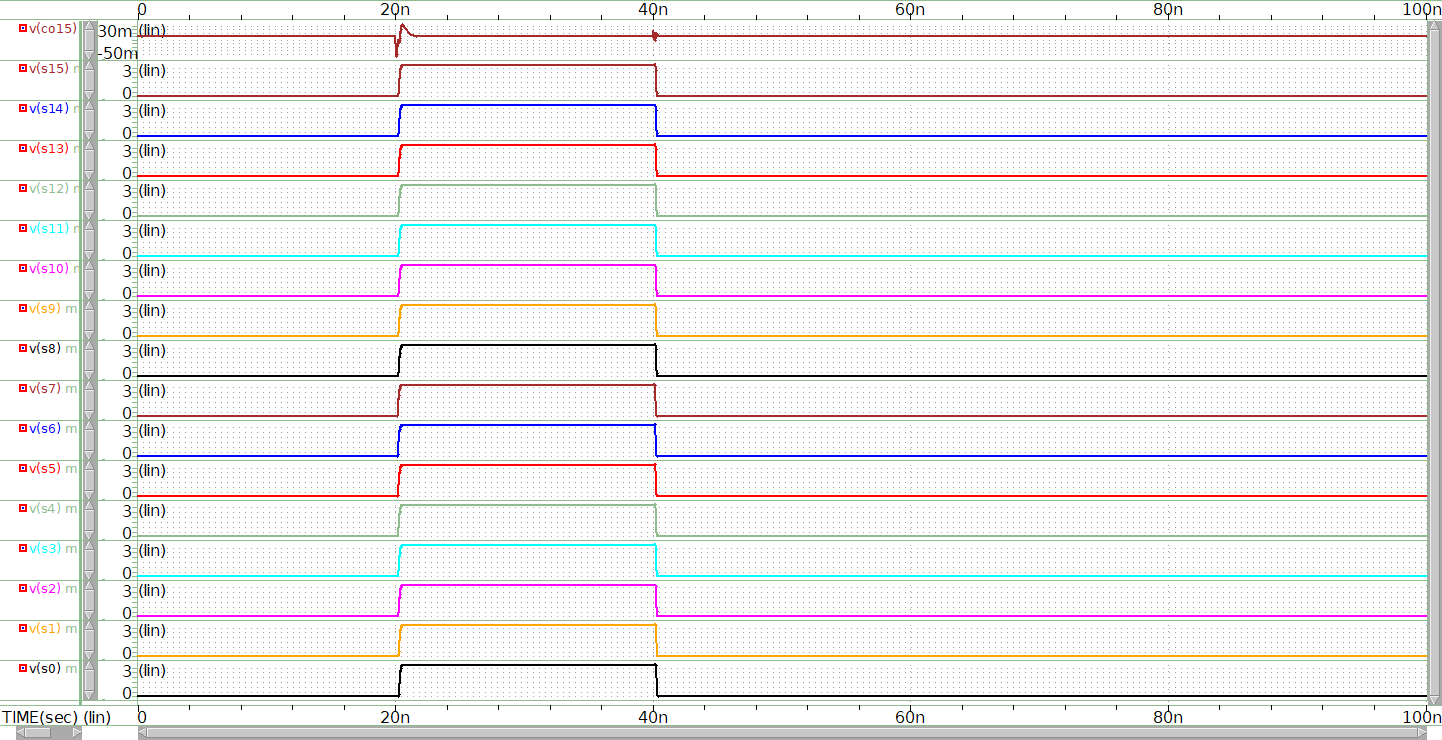 0 20n 40n 60n 80n 100n
v(co15) 30m (lin)
-50m
v(s15) 3 (lin)
0
v(s14) 3 (lin)
0
v(s13) 3 (lin)
0
v(s12) 3 (lin)
0
v(s11) 3 (lin)
0
v(s10) 3 (lin)
0
v(s9) m 3 (lin)
0
v(s8) m 3 (lin)
0
v(s7) m 3 (lin)
0
v(s6) m 3 (lin)
0
v(s5) m 3 (lin)
0
v(s4) m 3 (lin)
0
v(s3) m 3 (lin)
0
v(s2) m 3 (lin)
0
v(s1) m 3 (lin)
0
v(s0) m 3 (lin)
0
TIME(sec) (lin) 0 20n 40n 60n 80n 100n